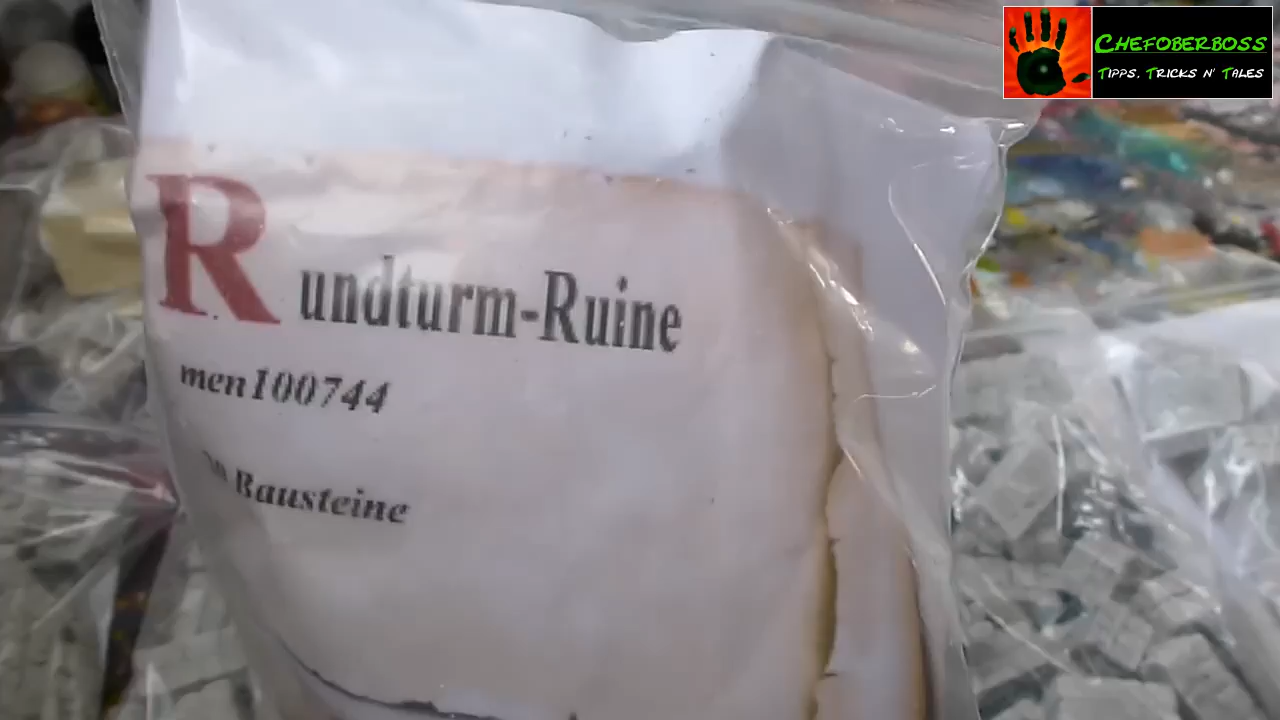 Chefoberboss
Tipps, Tricks n' Tales
Rundturm-Ruine
men100744
Bausteine